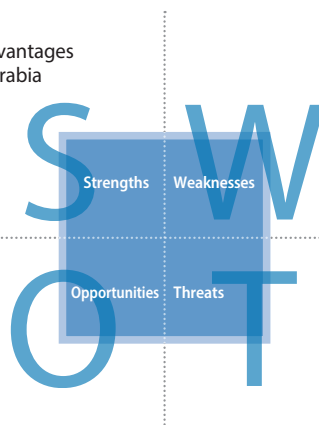 vantages
rabia
S W
Strengths Weaknesses
Opportunities Threats
O T